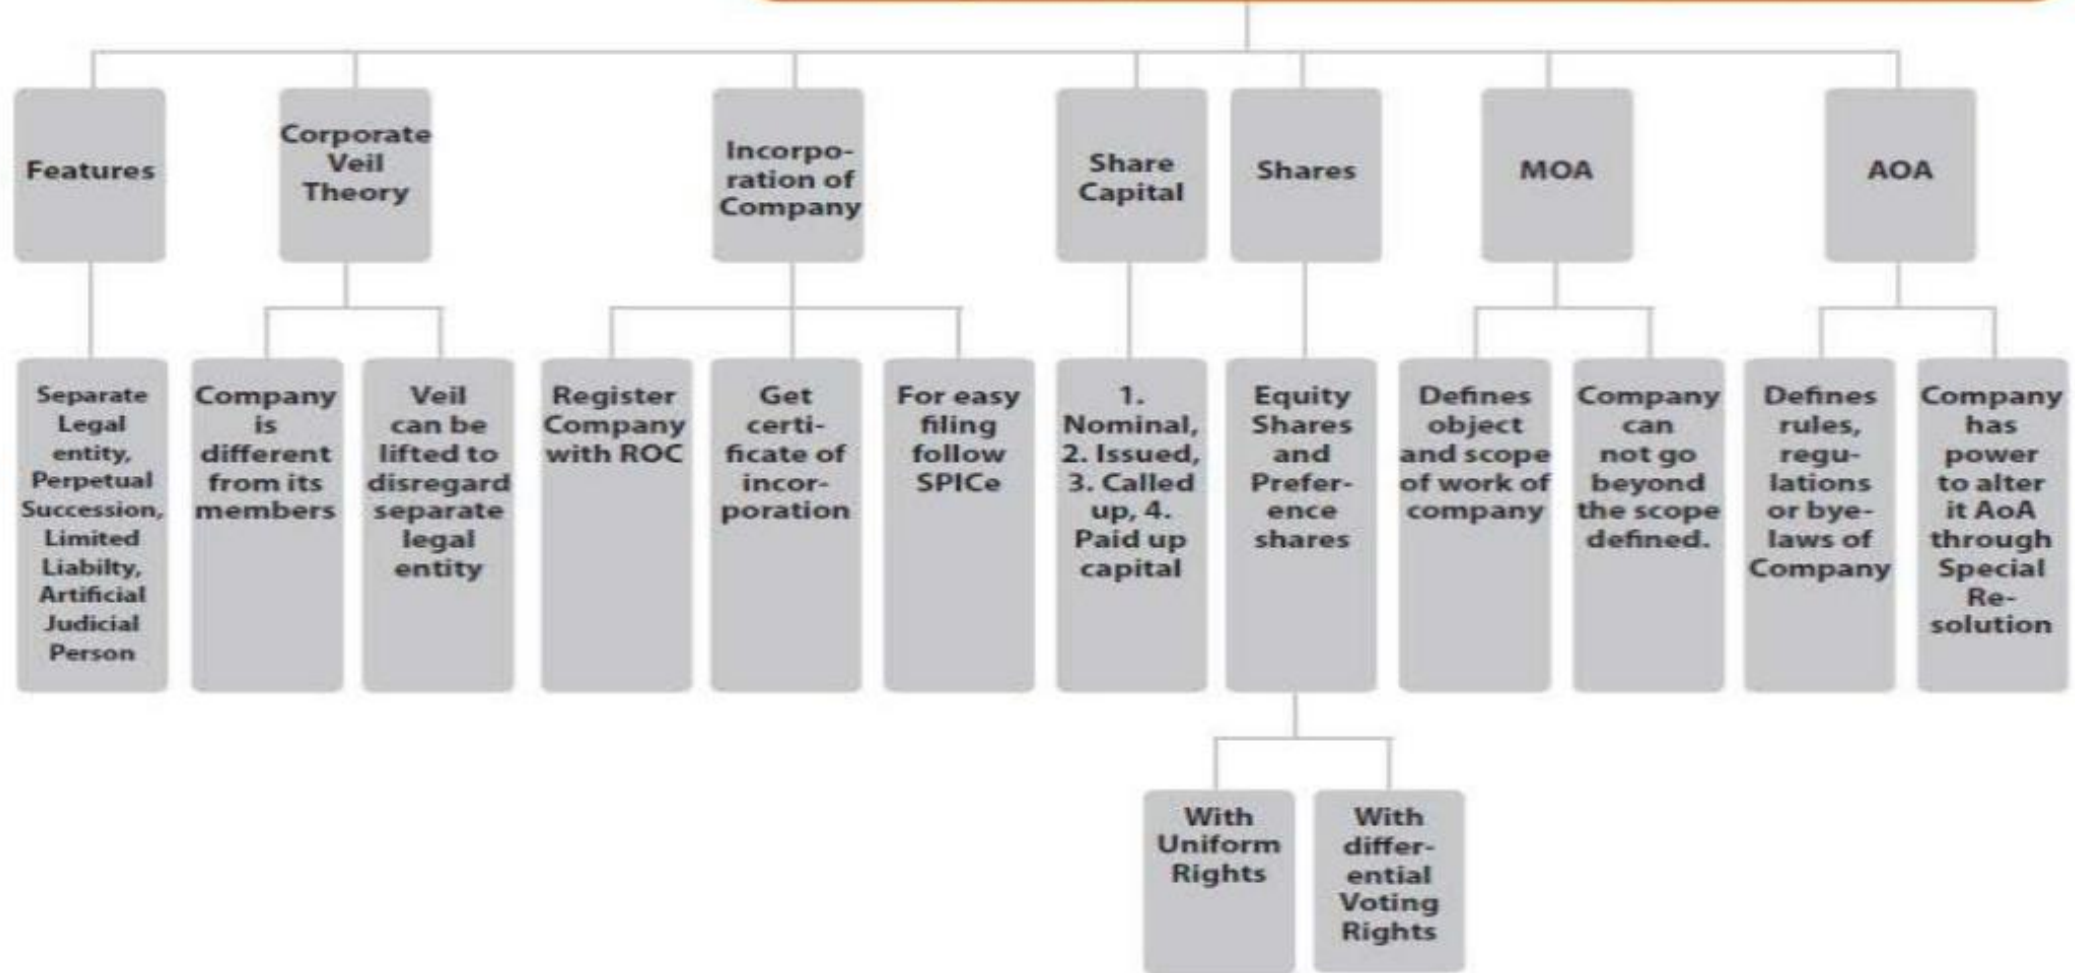 Features
Corporate
Veil
Theory
Incorpo-
ration of
Company
Share
Capital
Shares
MOA
AOA
Separate
Legal
entity,
Perpetual
Succession,
Limited
Liabilty,
Artificial
Judicial
Person
Company
is
different
from its
members
Veil
can be
lifted to
disregard
separate
legal
entity
Register
Company
with ROC
Get
certi-
ficate of
incor-
poration
For easy
filing
follow
SPICe
1.
Nominal,
2. Issued,
3. Called
up, 4.
Paid up
capital
Equity
Shares
and
Prefer-
ence
shares
Defines
object
and scope
of work of
company
Company
can
not go
beyond
the scope
defined.
Defines
rules,
regu-
lations
or bye-
laws of
Company
Company
has
power
to alter
it AoA
through
Special
Re-
solution
With
Uniform
Rights
With
differ-
ential
Voting
Rights